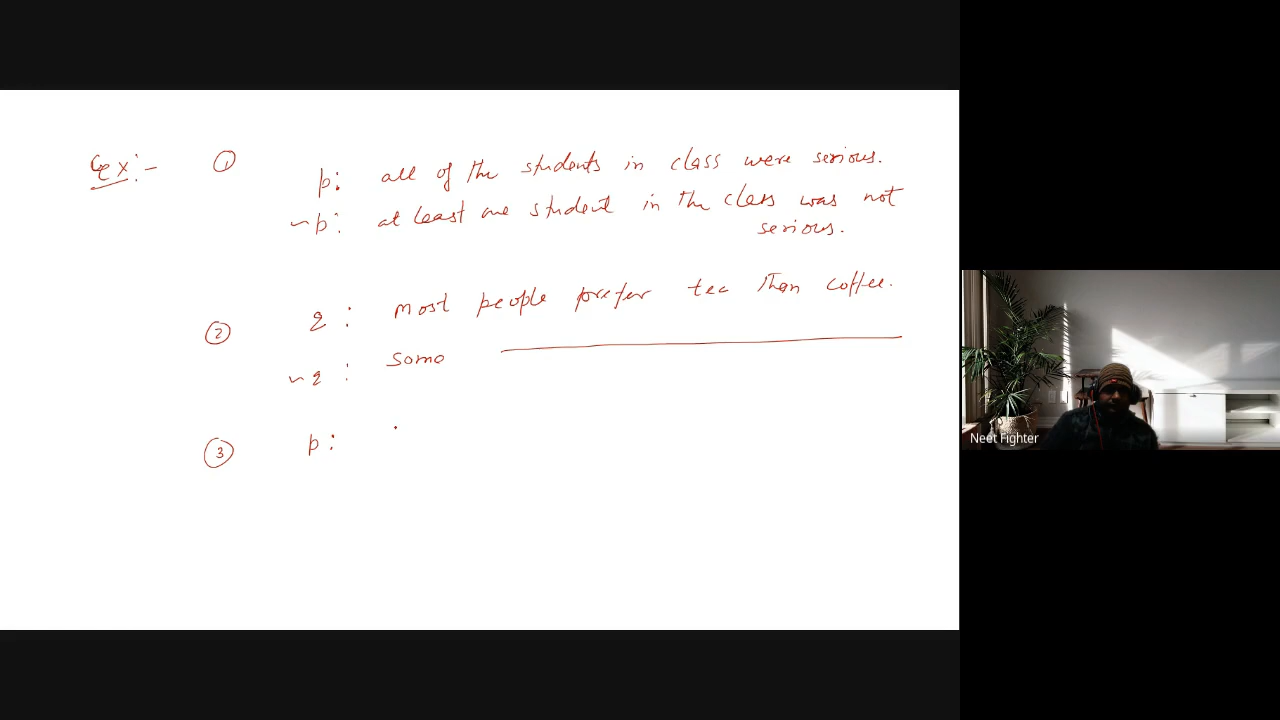 Ex:-
①
p: all of the students in class were serious.
~p: at least one student in the class was not
serious.
② q: most people prefer tea than coffee.
~q: some
③ p:
Neet Fighter